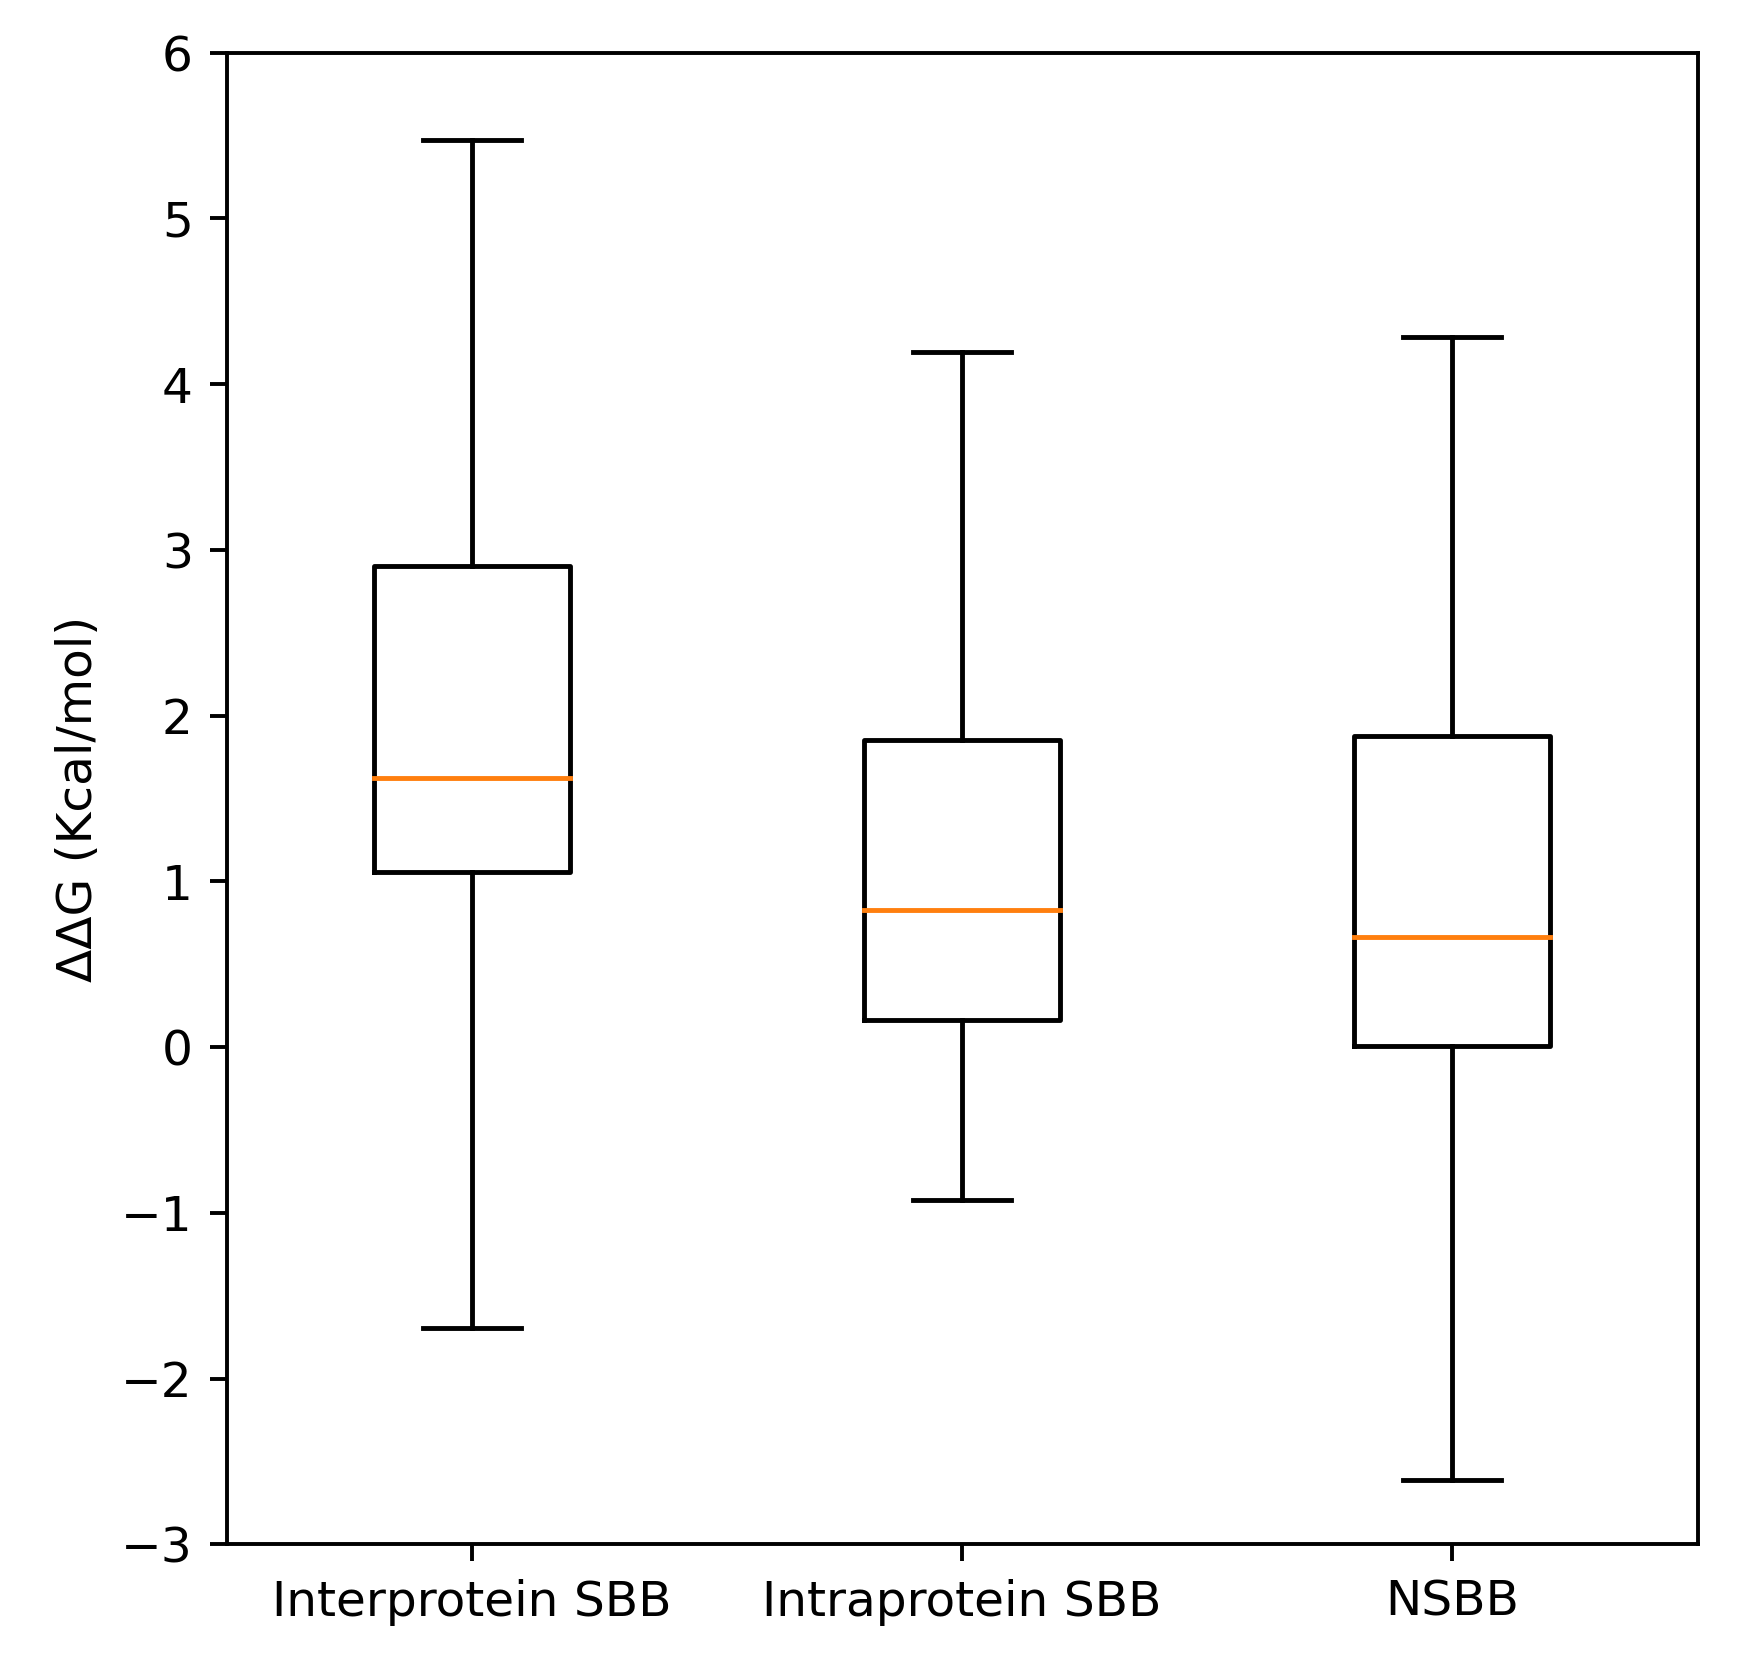 6
5
4
3
2
1
0
−1
−2
−3
ΔΔG (Kcal/mol)
Interprotein SBB
Intraprotein SBB
NSBB